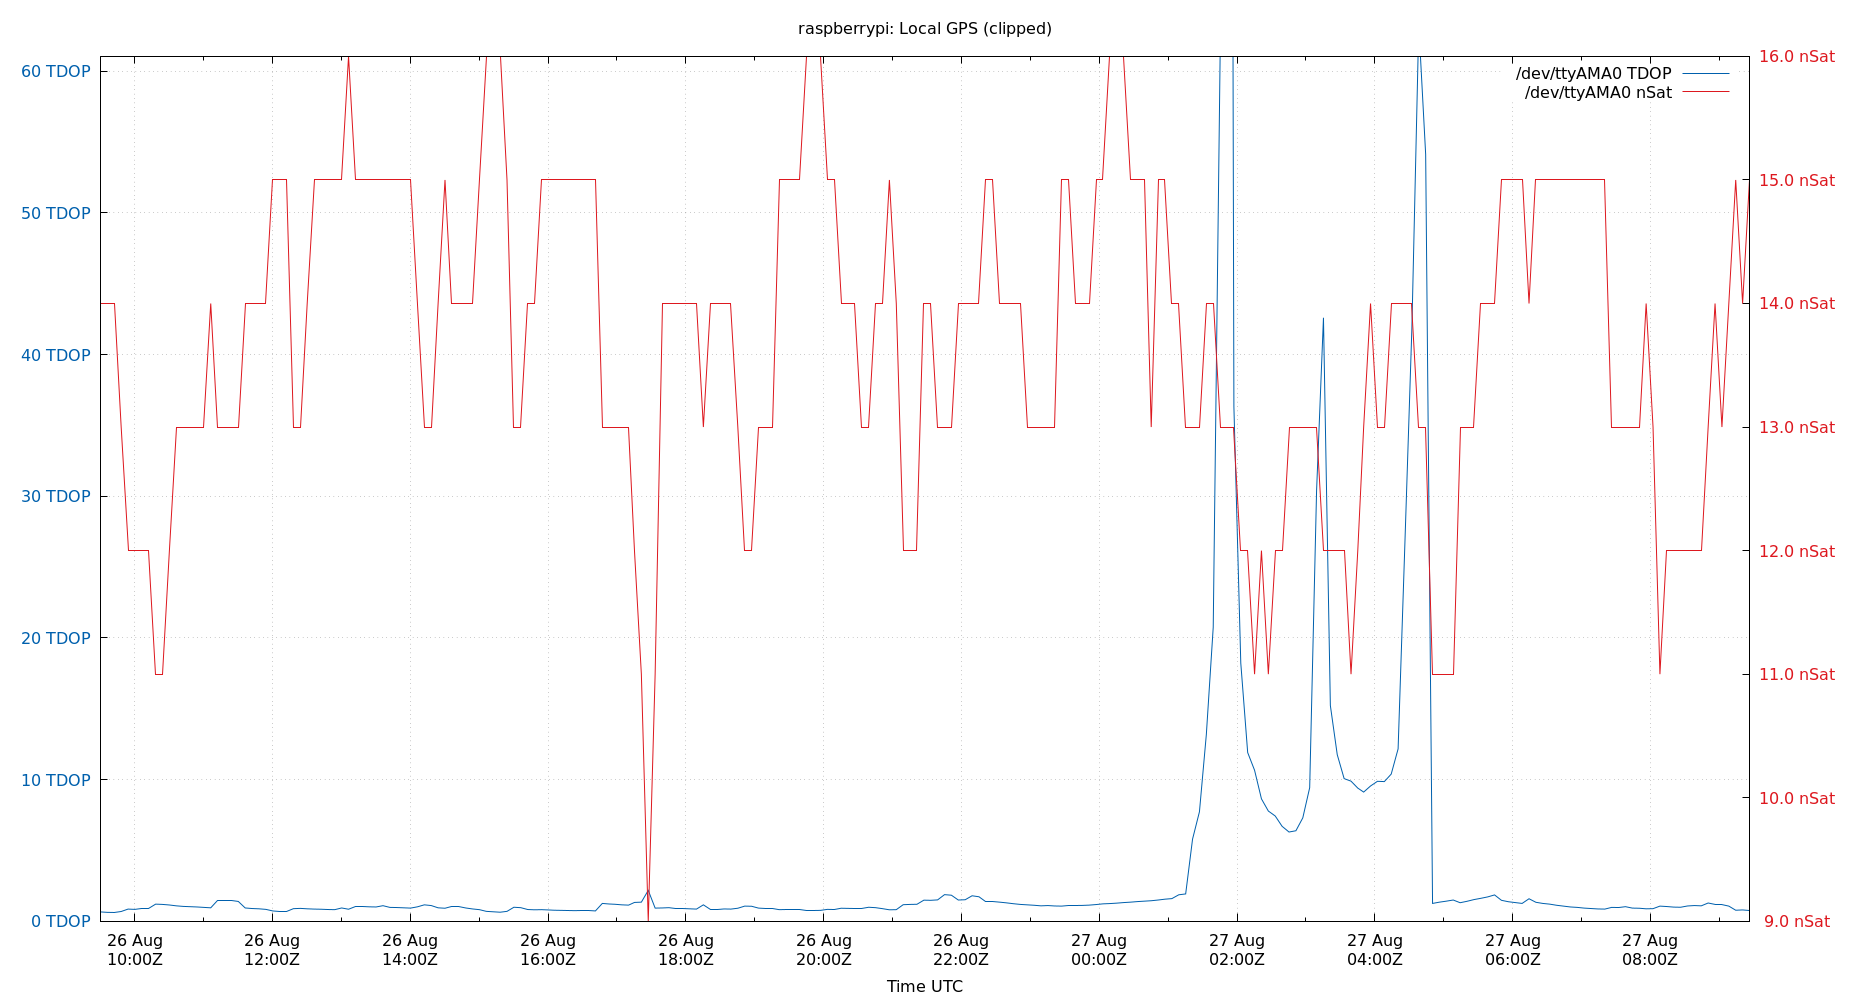 raspberrypi: Local GPS (clipped)
60 TDOP
50 TDOP
40 TDOP
30 TDOP
20 TDOP
10 TDOP
0 TDOP
16.0 nSat
15.0 nSat
14.0 nSat
13.0 nSat
12.0 nSat
11.0 nSat
10.0 nSat
9.0 nSat
/dev/ttyAMA0 TDOP
/dev/ttyAMA0 nSat
26 Aug
10:00Z
26 Aug
12:00Z
26 Aug
14:00Z
26 Aug
16:00Z
26 Aug
18:00Z
26 Aug
20:00Z
26 Aug
22:00Z
27 Aug
00:00Z
27 Aug
02:00Z
27 Aug
04:00Z
27 Aug
06:00Z
27 Aug
08:00Z
Time UTC